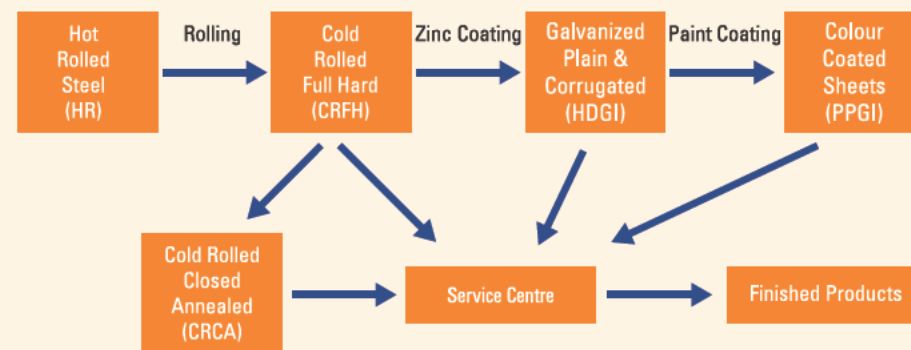 Hot
Rolled
Steel
(HR)
Rolling
Cold
Rolled
Full Hard
(CRFH)
Zinc Coating
Galvanized
Plain &
Corrugated
(HDGI)
Paint Coating
Colour
Coated
Sheets
(PPGI)
Cold Rolled
Closed
Annealed
(CRCA)
Service Centre
Finished Products